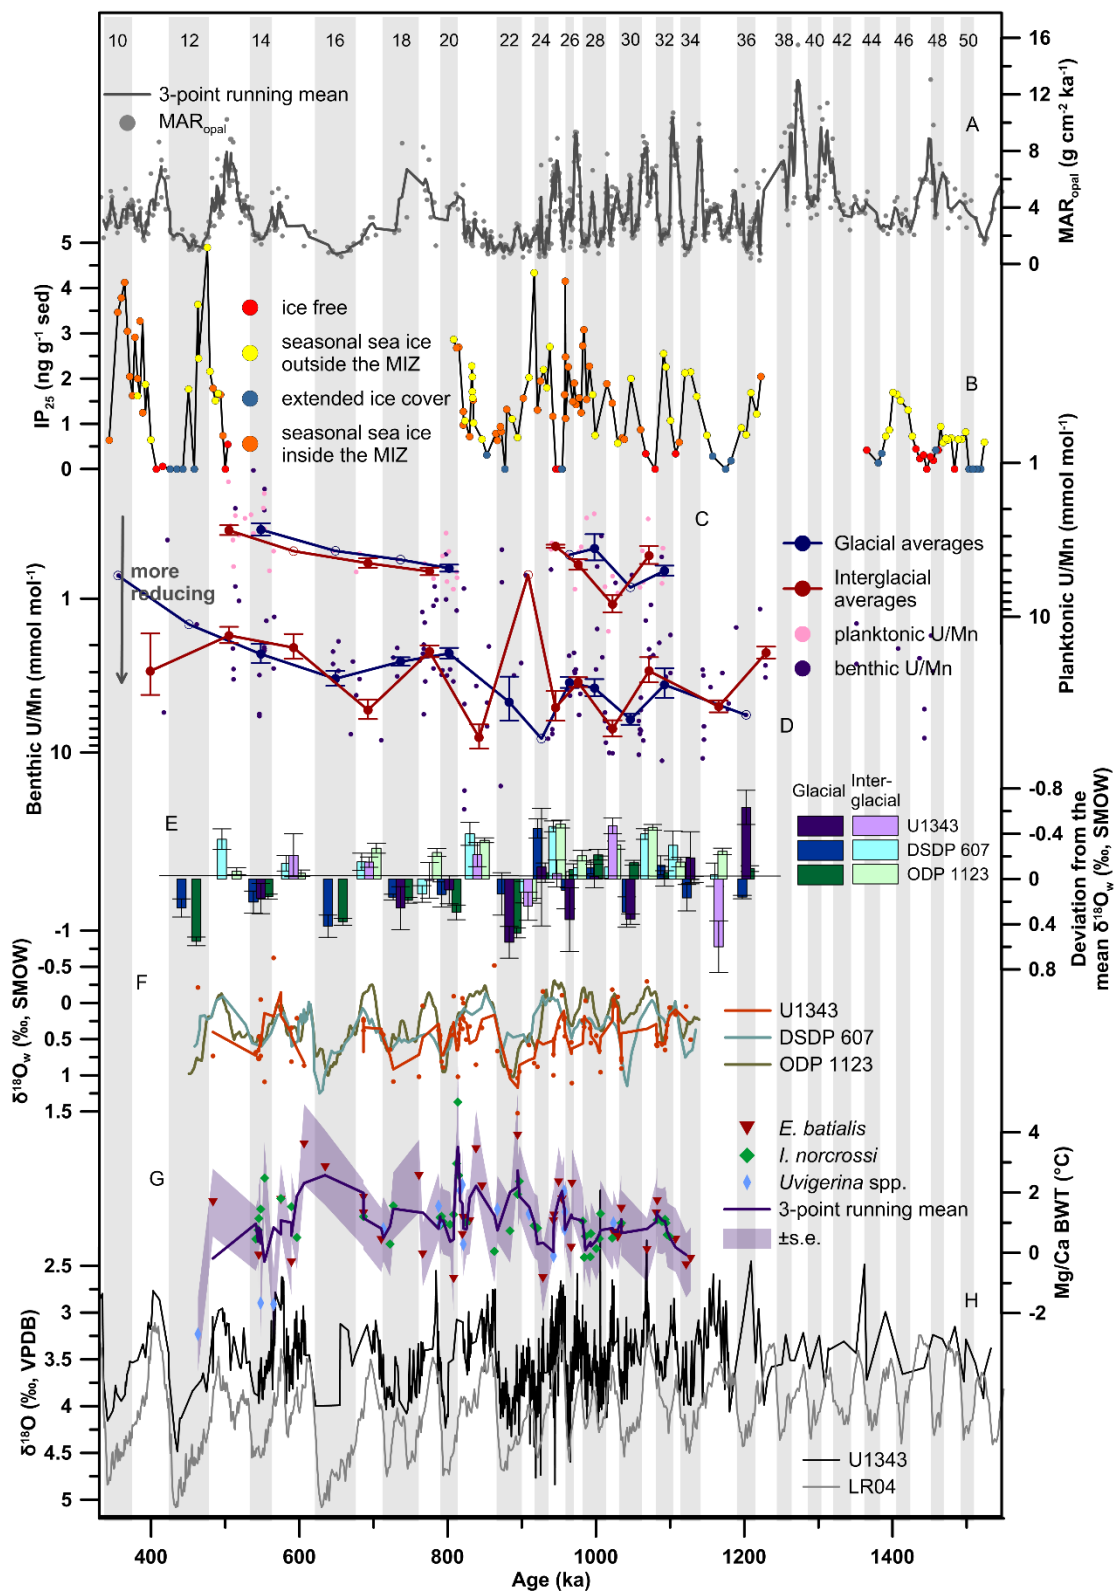 10 12 14 16 18 20 22 24 26 28 30 32 34 36 38 40 42 44 46 48 50
16
12
8
4
0
MARopal (g cm-2 ka-1)
3-point running mean
MARopal
A
5
4
3
2
1
0
IP25 (ng g-1 sed)
ice free
seasonal sea ice
outside the MIZ
extended ice cover
seasonal sea ice
inside the MIZ
B
1
10
Planktonic U/Mn (mmol mol-1)
C
more
reducing
Glacial averages
Interglacial
averages
planktonic U/Mn
benthic U/Mn
1
10
Benthic U/Mn (mmol mol-1)
D
E
Glacial
Inter-
glacial
U1343
DSDP 607
ODP 1123
-0.8
-0.4
0
0.4
0.8
Deviation from the
mean δ18Ow (‰, SMOW)
-1
-0.5
0
0.5
1
1.5
δ18Ow (‰, SMOW)
F
U1343
DSDP 607
ODP 1123
G
E. batialis
I. norcrossi
Uvigerina spp.
3-point running mean
±s.e.
4
2
0
-2
Mg/Ca BWT (°C)
2.5
3
3.5
4
4.5
5
δ18O (‰, VPDB)
H
U1343
LR04
400 600 800 1000 1200 1400
Age (ka)